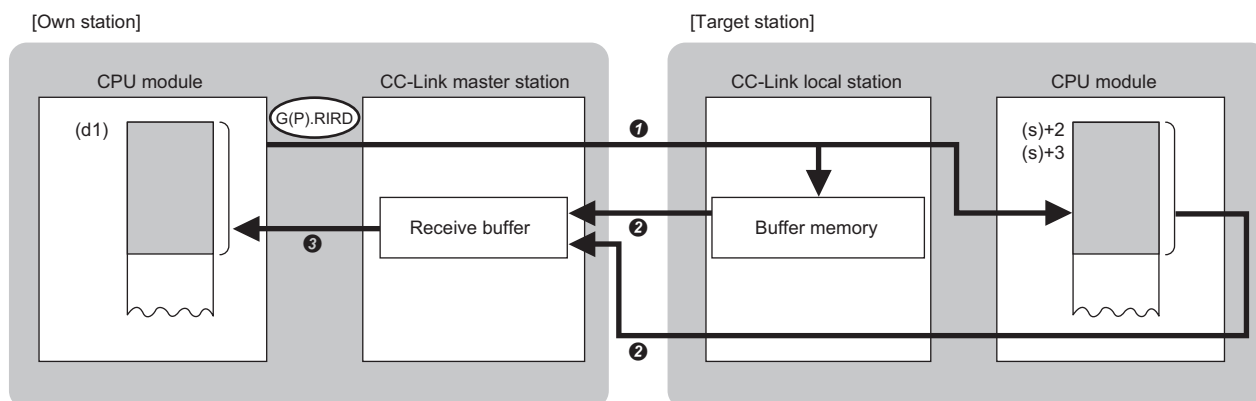 [Own station]
[Target station]
CPU module
CC-Link master station
CC-Link local station
CPU module
(d1)
G(P).RIRD
❶
(s)+2
(s)+3
Receive buffer
❷
Buffer memory
❸
❷